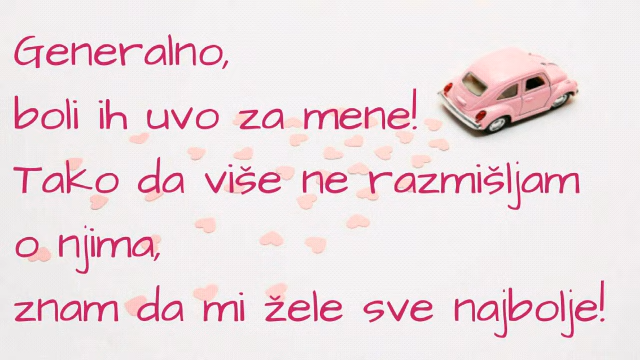 Generalno,
boli ih uvo za mene!
Tako da više ne razmišljam
o njima,
znam da mi žele sve najbolje!